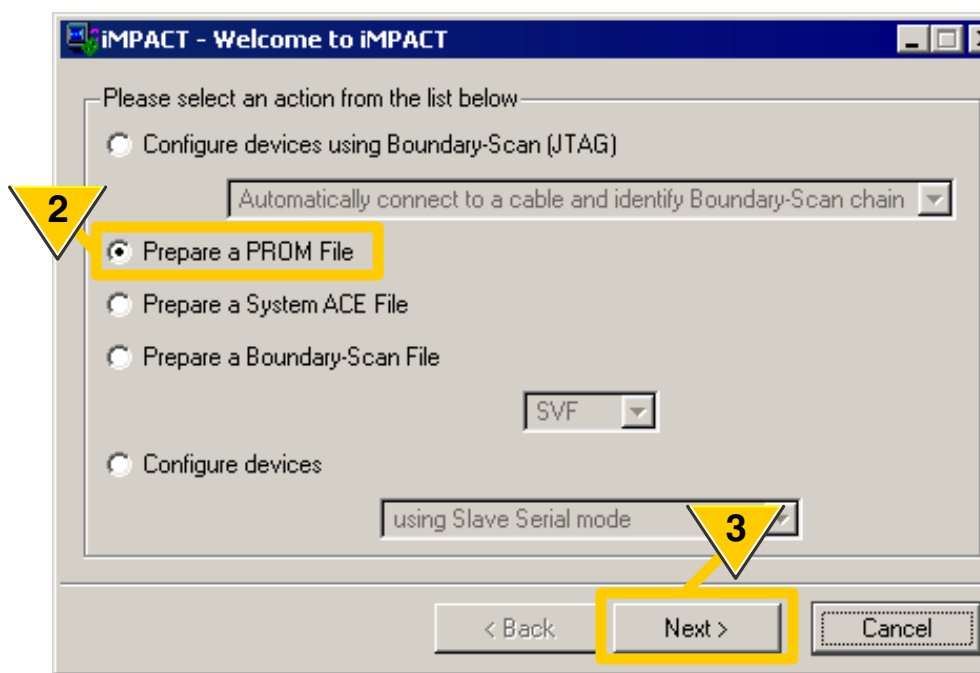 iMPACT - Welcome to iMPACT
Please select an action from the list below
Configure devices using Boundary-Scan (JTAG)
Automatically connect to a cable and identify Boundary-Scan chain
2
Prepare a PROM File
Prepare a System ACE File
Prepare a Boundary-Scan File
SVF
Configure devices
using Slave Serial mode
3
< Back
Next >
Cancel